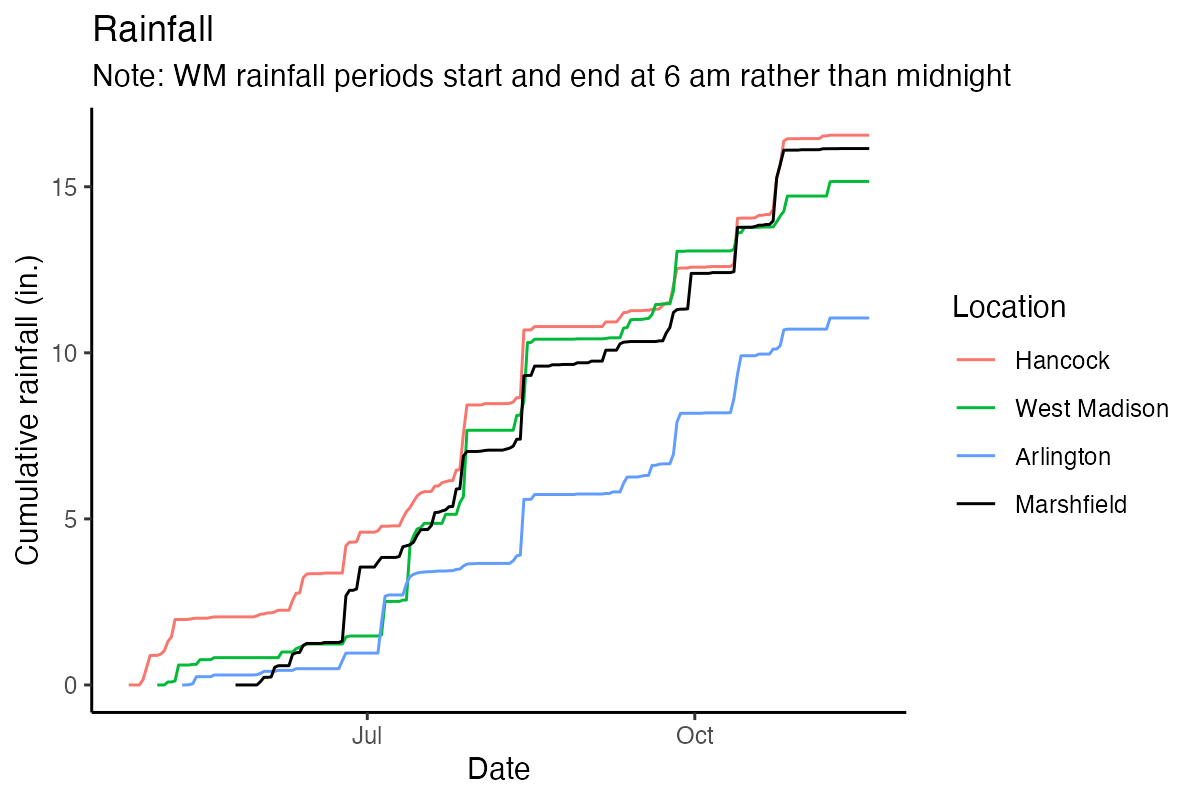 Rainfall
Note: WM rainfall periods start and end at 6 am rather than midnight
Cumulative rainfall (in.)
15
10
5
0
Jul
Oct
Date
Location
Hancock
West Madison
Arlington
Marshfield